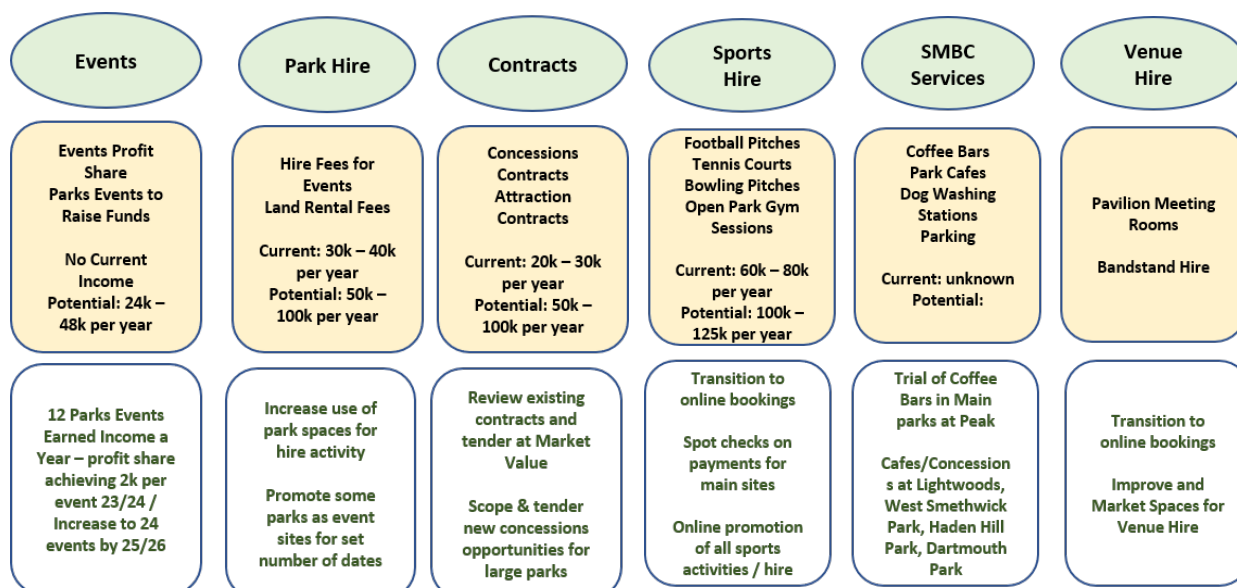 Events
Park Hire
Contracts
Sports
Hire
SMBC
Services
Venue
Hire
Events Profit
Share
Parks Events to
Raise Funds
No Current
Income
Potential: 24k –
48k per year
Hire Fees for
Events
Land Rental Fees
Current: 30k – 40k
per year
Potential: 50k –
100k per year
Concessions
Contracts
Attraction
Contracts
Current: 20k – 30k
per year
Potential: 50k –
100k per year
Football Pitches
Tennis Courts
Bowling Pitches
Open Park Gym
Sessions
Current: 60k – 80k
per year
Potential: 100k –
125k per year
Coffee Bars
Park Cafes
Dog Washing
Stations
Parking
Current: unknown
Potential:
Pavilion Meeting
Rooms
Bandstand Hire
12 Parks Events
Earned Income a
Year – profit share
achieving 2k per
event 23/24 /
Increase to 24
events by 25/26
Increase use of
park spaces for
hire activity
Promote some
parks as event
sites for set
number of dates
Review existing
contracts and
tender at Market
Value
Scope & tender
new concessions
opportunities for
large parks
Transition to
online bookings
Spot checks on
payments for
main sites
Online promotion
of all sports
activities / hire
Trial of Coffee
Bars in Main
parks at Peak
Cafes/Concession
s at Lightwoods,
West Smethwick
Park, Haden Hill
Park, Dartmouth
Park
Transition to
online bookings
Improve and
Market Spaces for
Venue Hire